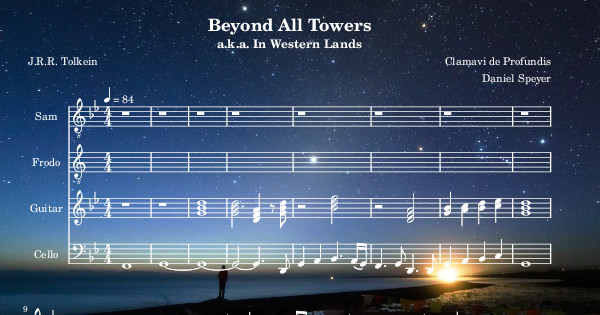 Beyond All Towers
a.k.a. In Western Lands
J.R.R. Tolkein
Clamavi de Profundis
Daniel Speyer
= 84
Sam
Frodo
Guitar
Cello
9